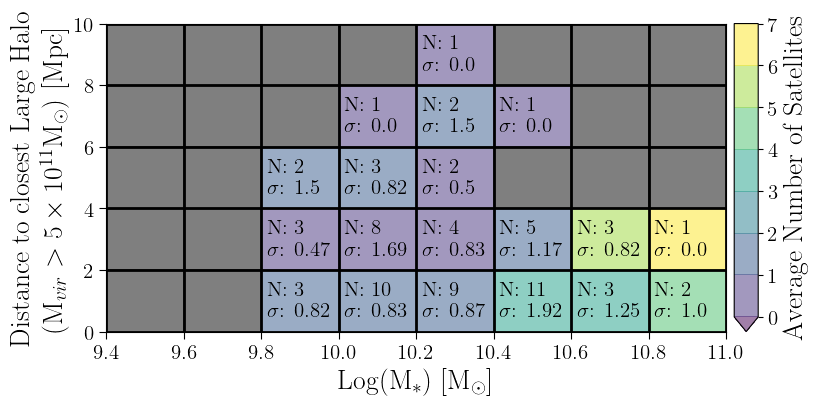 Distance to closest Large Halo
(M_vir > 5 × 10^11 M_⊙) [Mpc]
10
8
6
4
2
0
N: 1
σ: 0.0
N: 1
σ: 0.0
N: 2
σ: 1.5
N: 1
σ: 0.0
N: 2
σ: 1.5
N: 3
σ: 0.82
N: 2
σ: 0.5
N: 3
σ: 0.47
N: 8
σ: 1.69
N: 4
σ: 0.83
N: 5
σ: 1.17
N: 3
σ: 0.82
N: 1
σ: 0.0
N: 3
σ: 0.82
N: 10
σ: 0.83
N: 9
σ: 0.87
N: 11
σ: 1.92
N: 3
σ: 1.25
N: 2
σ: 1.0
9.4 9.6 9.8 10.0 10.2 10.4 10.6 10.8 11.0
Log(M_*) [M_⊙]
7
6
5
4
3
2
1
0
Average Number of Satellites